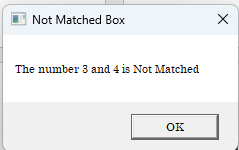 Not Matched Box
The number 3 and 4 is Not Matched
OK